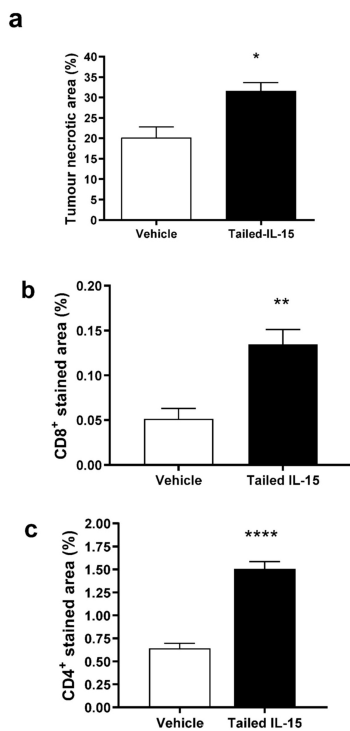 a
Tumour necrotic area (%)
40
35
30
25
20
15
10
5
0
*
Vehicle Tailed-IL-15
b
CD8+ stained area (%)
0.20
0.15
0.10
0.05
0.00
**
Vehicle Tailed IL-15
c
CD4+ stained area (%)
2.00
1.75
1.50
1.25
1.00
0.75
0.50
0.25
0.00
****
Vehicle Tailed IL-15